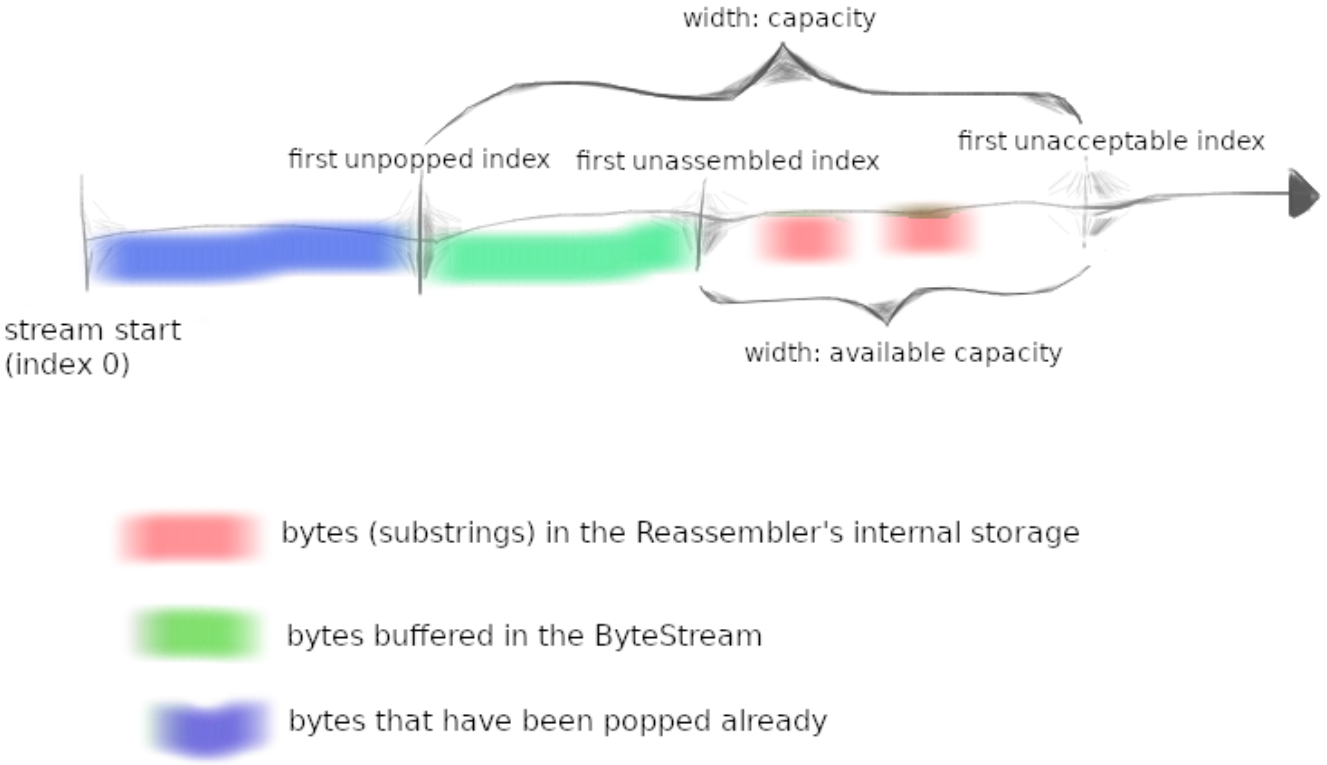 width: capacity
first unpopped index
first unassembled index
first unacceptable index
stream start
(index 0)
width: available capacity
bytes (substrings) in the Reassembler's internal storage
bytes buffered in the ByteStream
bytes that have been popped already